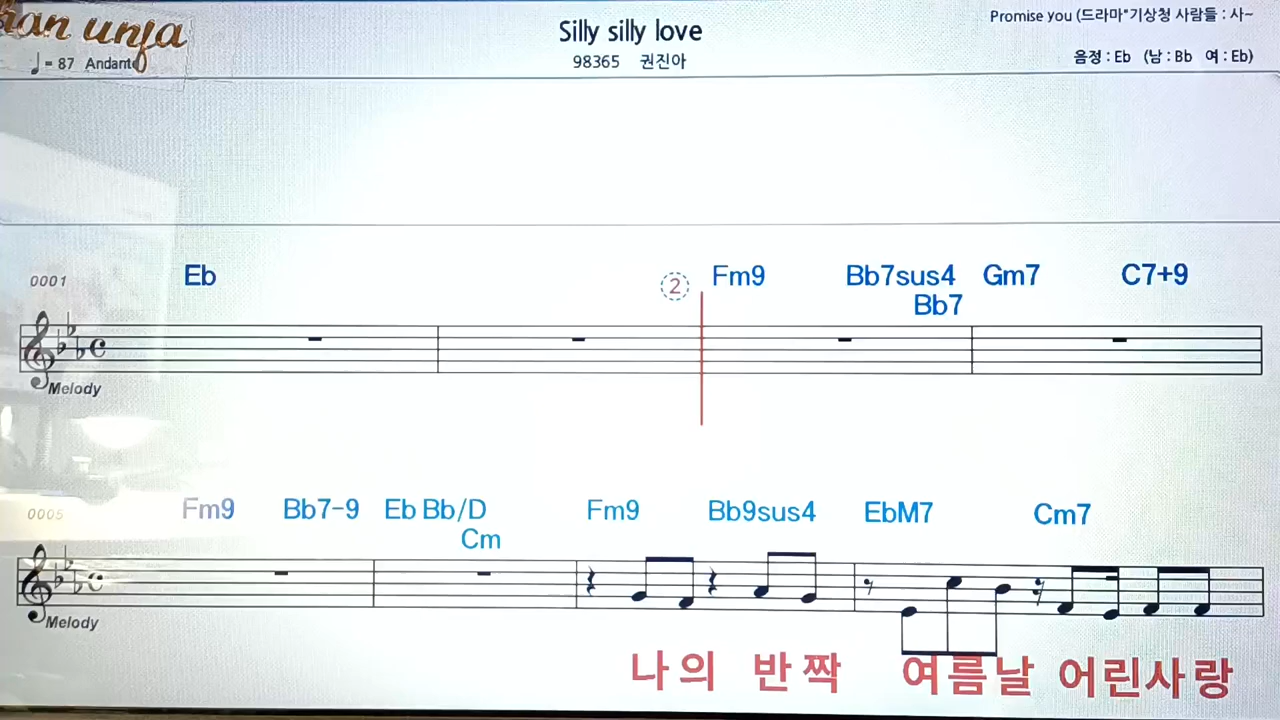 han unja
Silly silly love
Promise you (드라마"기상청 사람들 : 사~
♩= 87 Andante
98365 권진아
음정 : Eb (남 : Bb 여 : Eb)
0001 Eb ② Fm9 Bb7sus4 Gm7 C7+9
Bb7
Melody
0005 Fm9 Bb7-9 Eb Bb/D Fm9 Bb9sus4 EbM7 Cm7
Cm
Melody
나의 반짝 여름날 어린사랑